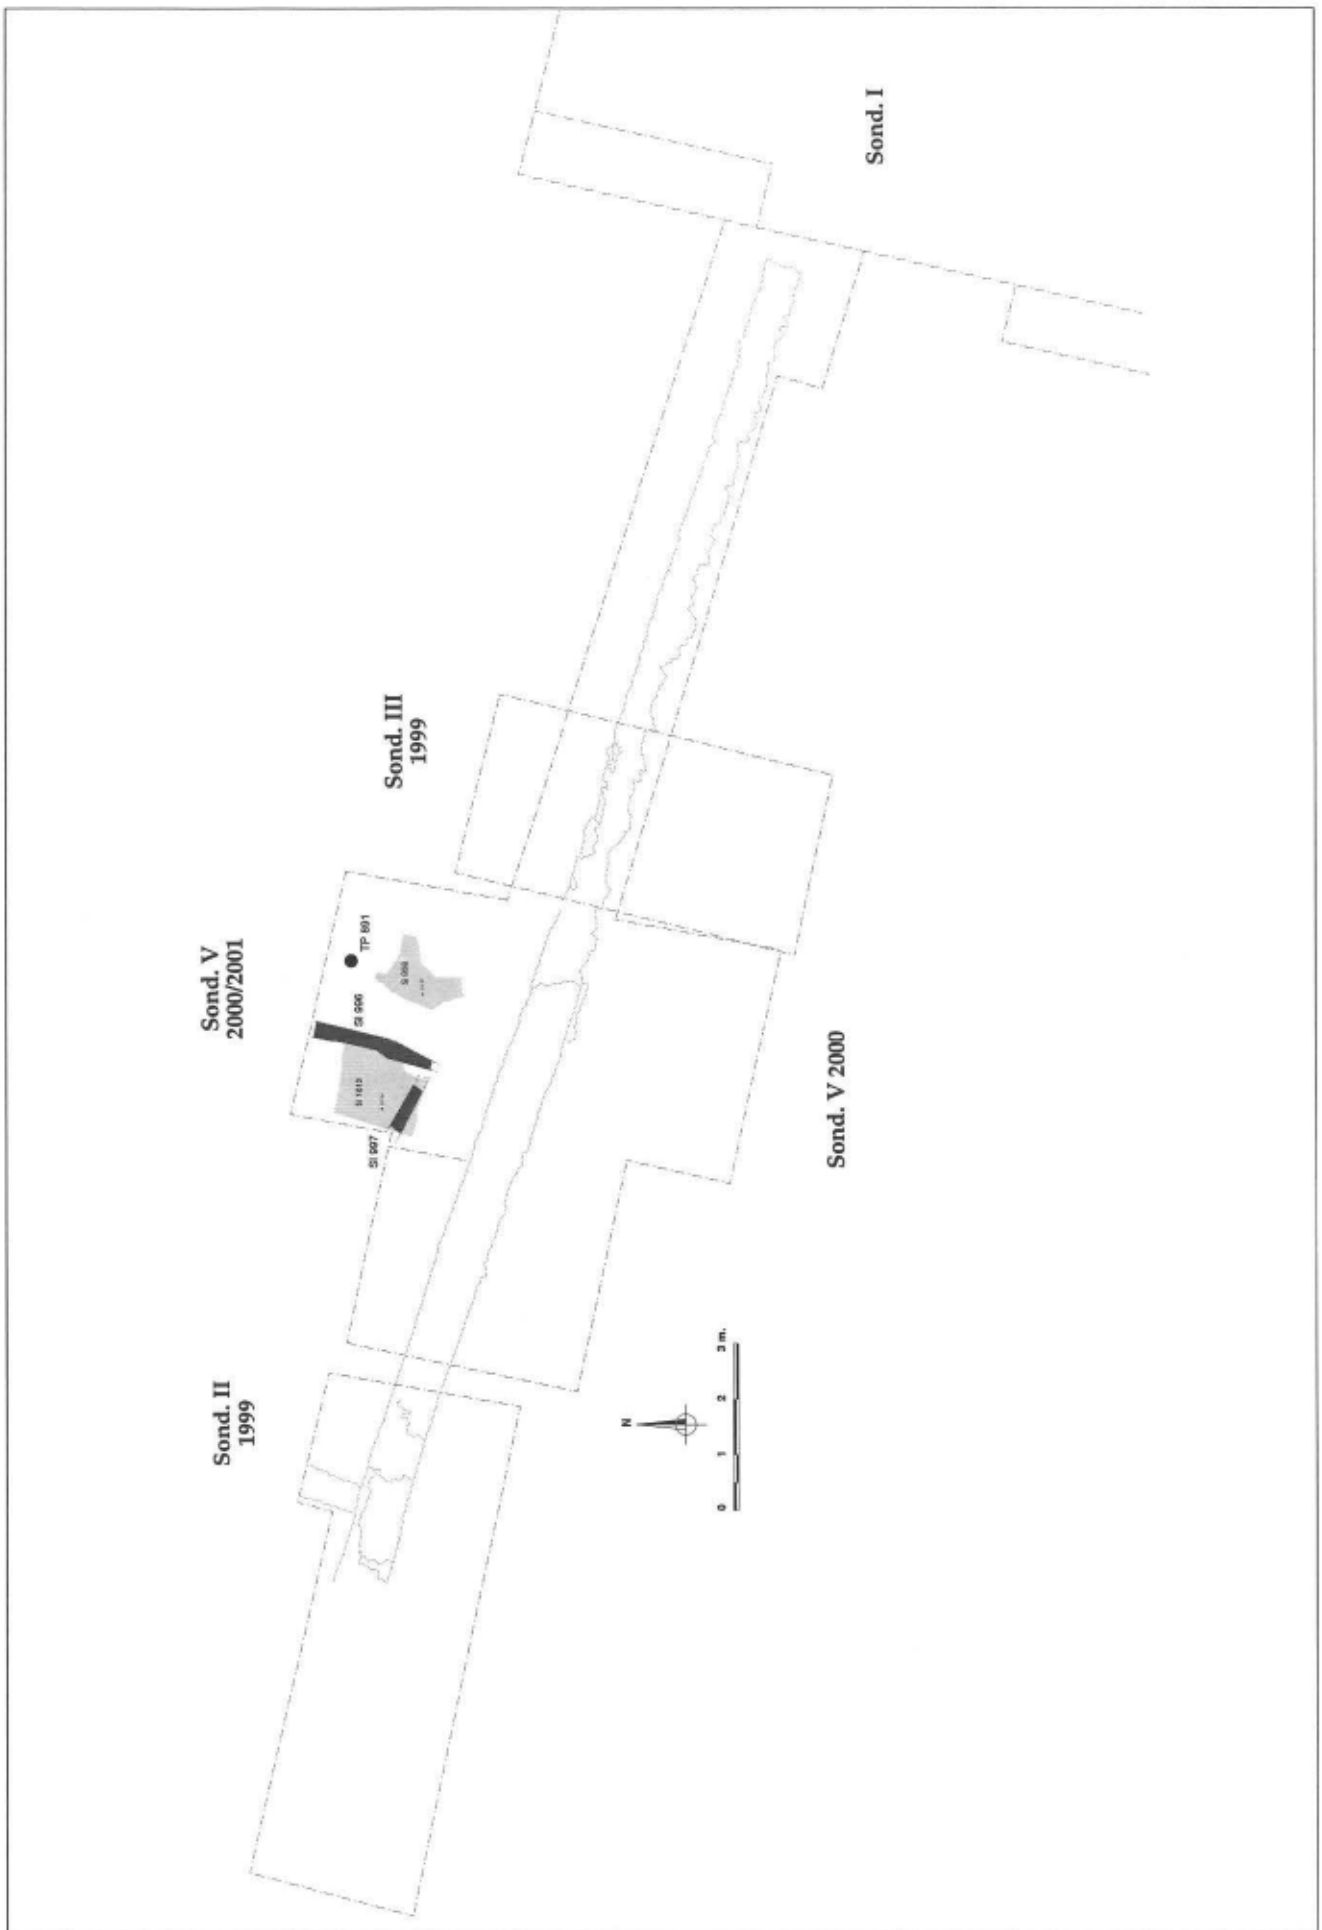 Sond. I
Sond. III
1999
Sond. V
2000/2001
TP 891
SI 996
SI 998
SI 1013
SI 997
Sond. V 2000
Sond. II
1999
N
0 1 2 3 m.